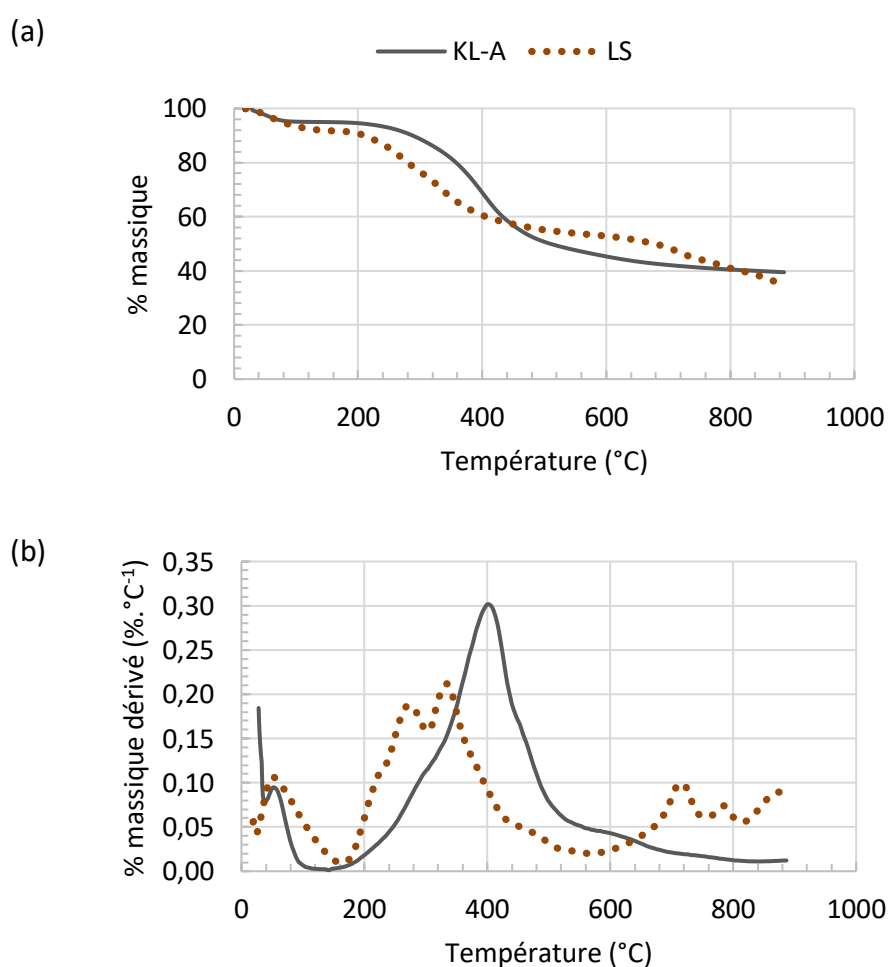 (a)
KL-A LS
% massique
100
80
60
40
20
0
0 200 400 600 800 1000
Température (°C)
(b)
% massique dérivé (%.°C⁻¹)
0,35
0,30
0,25
0,20
0,15
0,10
0,05
0,00
0 200 400 600 800 1000
Température (°C)